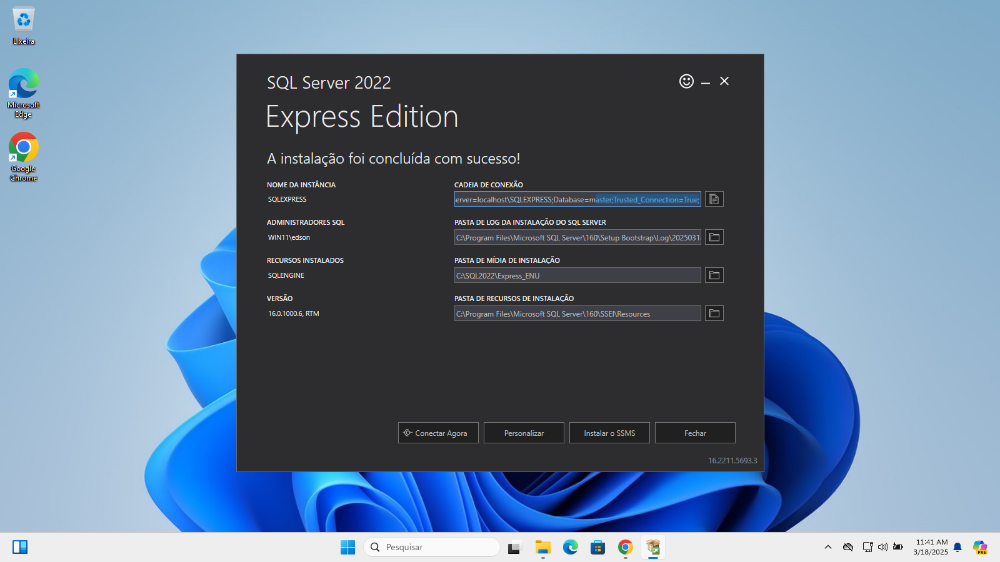 Lixeira
Microsoft
Edge
Google
Chrome
SQL Server 2022
Express Edition
A instalação foi concluída com sucesso!
NOME DA INSTÂNCIA
SQLEXPRESS
CADEIA DE CONEXÃO
erver=localhost\SQLEXPRESS;Database=master;Trusted_Connection=True;
ADMINISTRADORES SQL
WIN11\edson
PASTA DE LOG DA INSTALAÇÃO DO SQL SERVER
C:\Program Files\Microsoft SQL Server\160\Setup Bootstrap\Log\2025031
RECURSOS INSTALADOS
SQLENGINE
PASTA DE MÍDIA DE INSTALAÇÃO
C:\SQL2022\Express_ENU
VERSÃO
16.0.1000.6, RTM
PASTA DE RECURSOS DE INSTALAÇÃO
C:\Program Files\Microsoft SQL Server\160\SSEI\Resources
Conectar Agora
Personalizar
Instalar o SSMS
Fechar
16.2211.5693.3
Pesquisar
11:41 AM
3/18/2025
PRE